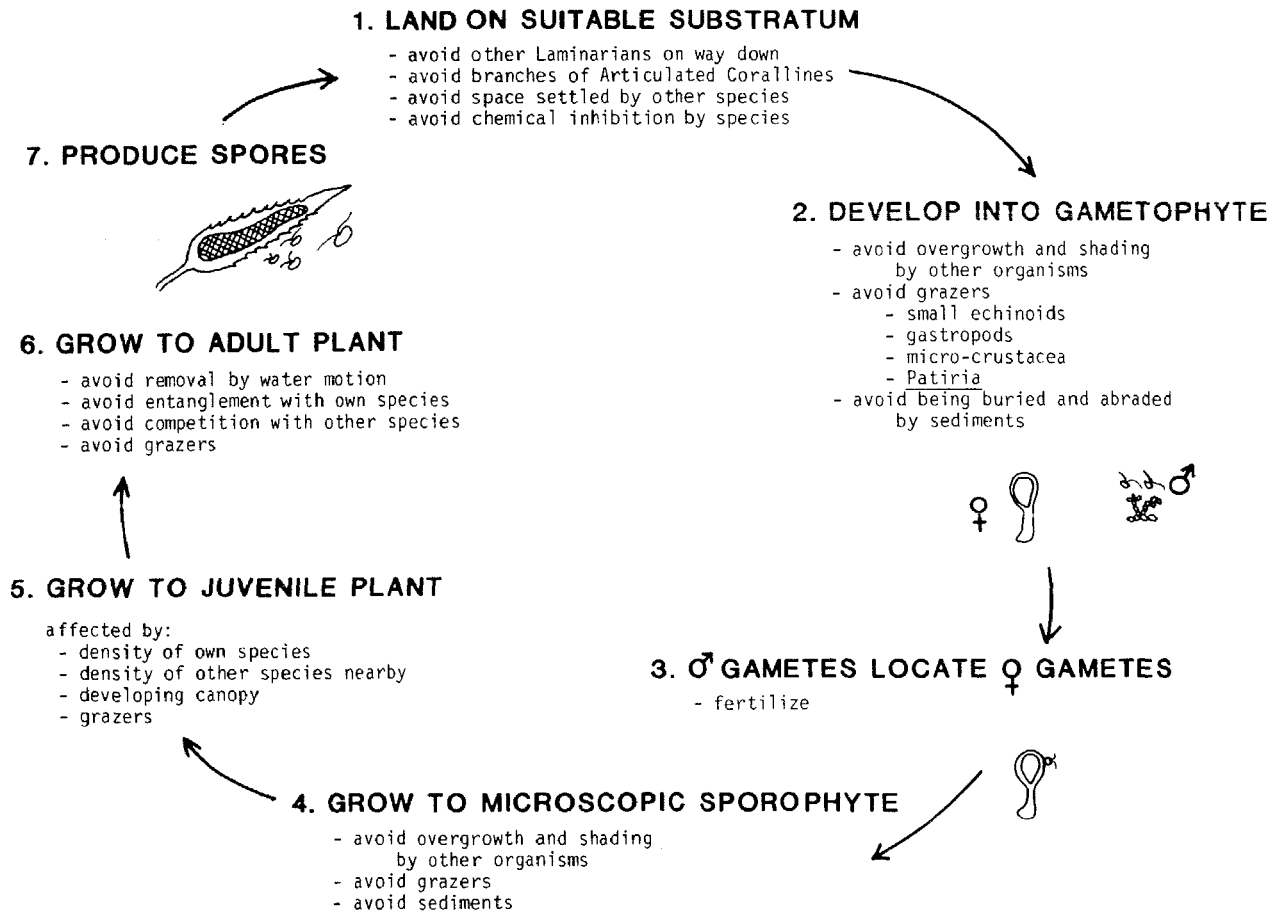 1. LAND ON SUITABLE SUBSTRATUM
- avoid other Laminarians on way down
- avoid branches of Articulated Corallines
- avoid space settled by other species
- avoid chemical inhibition by species
2. DEVELOP INTO GAMETOPHYTE
- avoid overgrowth and shading
by other organisms
- avoid grazers
- small echinoids
- gastropods
- micro-crustacea
- Patiria
- avoid being buried and abraded
by sediments
♀ ♂
3. ♂ GAMETES LOCATE ♀ GAMETES
- fertilize
4. GROW TO MICROSCOPIC SPOROPHYTE
- avoid overgrowth and shading
by other organisms
- avoid grazers
- avoid sediments
5. GROW TO JUVENILE PLANT
affected by:
- density of own species
- density of other species nearby
- developing canopy
- grazers
6. GROW TO ADULT PLANT
- avoid removal by water motion
- avoid entanglement with own species
- avoid competition with other species
- avoid grazers
7. PRODUCE SPORES